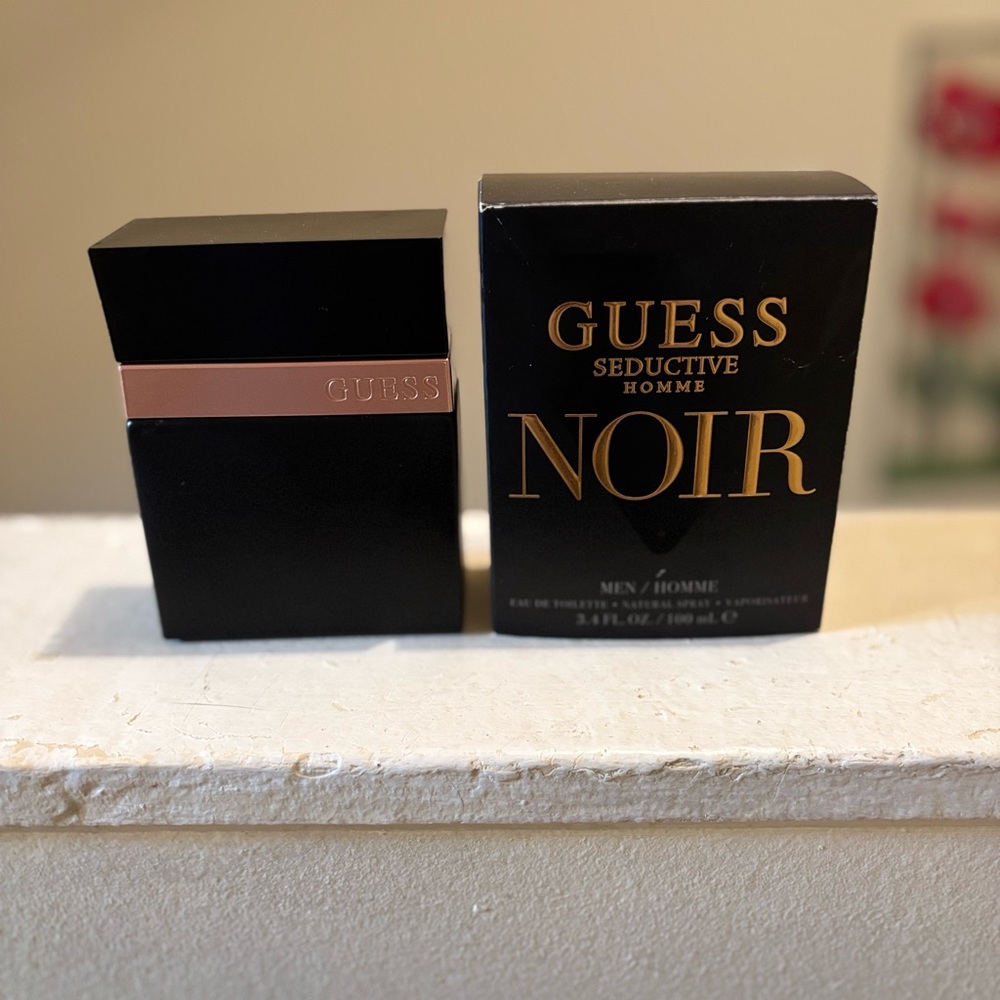 GUESS
GUESS
SEDUCTIVE
HOMME
NOIR
MEN / HOMME
EAU DE TOILETTE • NATURAL SPRAY • VAPORISATEUR
3.4 FL. OZ. / 100 mL ℮